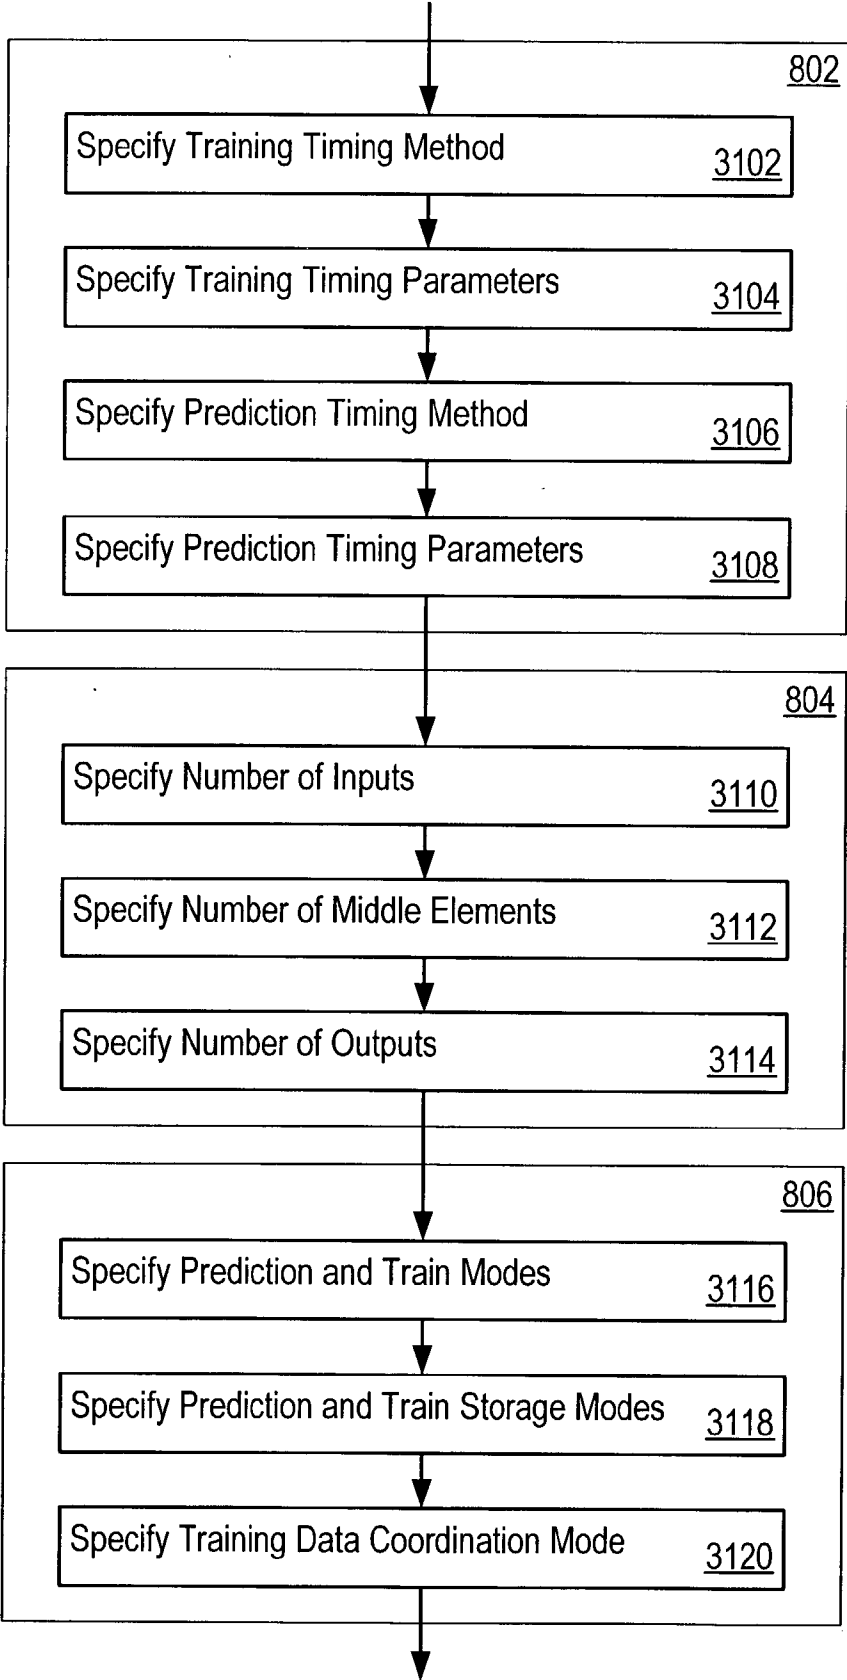 802
Specify Training Timing Method 3102
Specify Training Timing Parameters 3104
Specify Prediction Timing Method 3106
Specify Prediction Timing Parameters 3108
804
Specify Number of Inputs 3110
Specify Number of Middle Elements 3112
Specify Number of Outputs 3114
806
Specify Prediction and Train Modes 3116
Specify Prediction and Train Storage Modes 3118
Specify Training Data Coordination Mode 3120